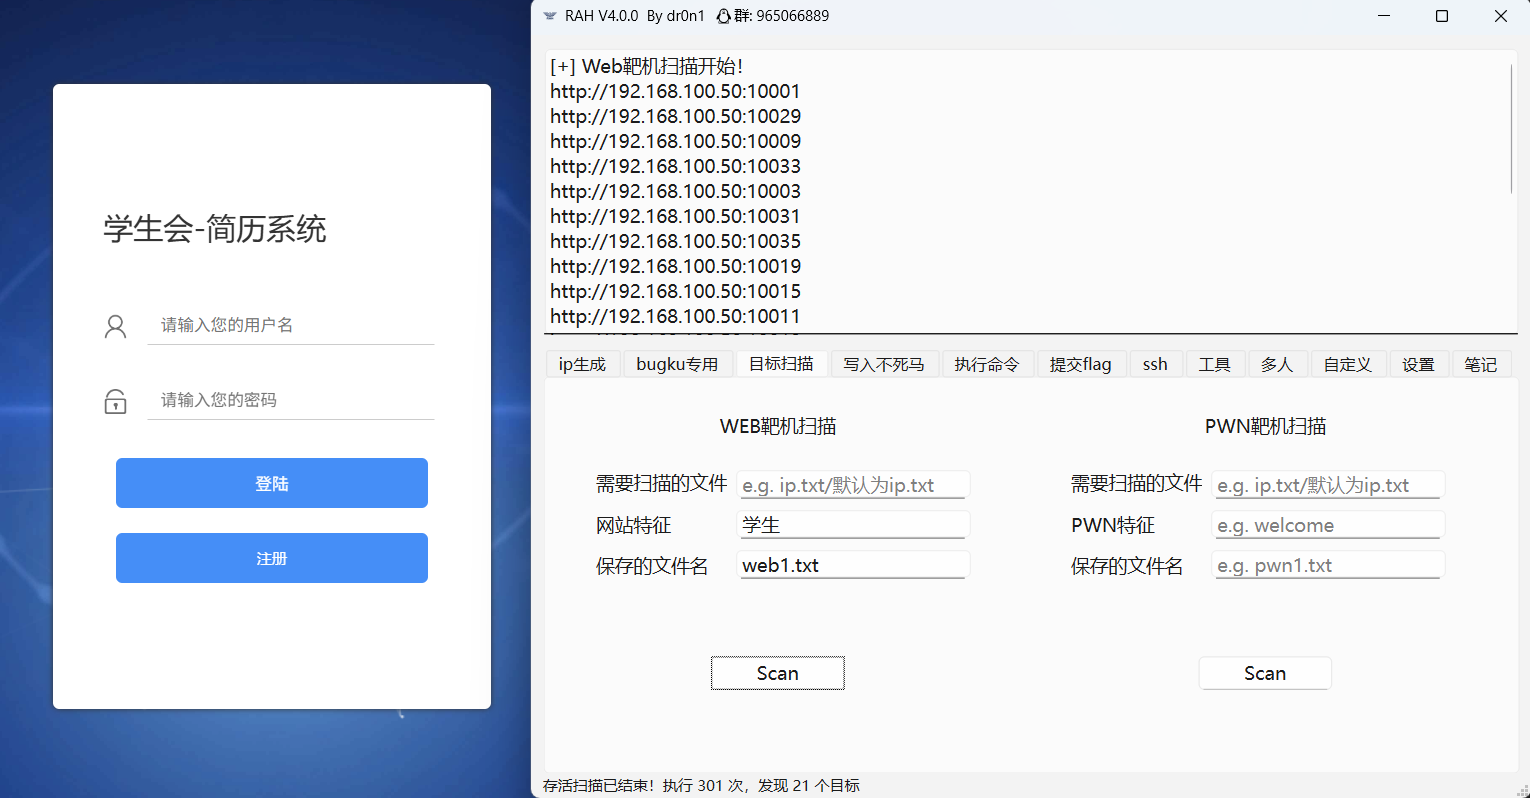 学生会-简历系统
请输入您的用户名
请输入您的密码
登陆
注册
RAH V4.0.0 By dr0n1 群: 965066889
[+] Web靶机扫描开始!
http://192.168.100.50:10001
http://192.168.100.50:10029
http://192.168.100.50:10009
http://192.168.100.50:10033
http://192.168.100.50:10003
http://192.168.100.50:10031
http://192.168.100.50:10035
http://192.168.100.50:10019
http://192.168.100.50:10015
http://192.168.100.50:10011
ip生成 bugku专用 目标扫描 写入不死马 执行命令 提交flag ssh 工具 多人 自定义 设置 笔记
WEB靶机扫描
需要扫描的文件 e.g. ip.txt/默认为ip.txt
网站特征 学生
保存的文件名 web1.txt
Scan
PWN靶机扫描
需要扫描的文件 e.g. ip.txt/默认为ip.txt
PWN特征 e.g. welcome
保存的文件名 e.g. pwn1.txt
Scan
存活扫描已结束! 执行 301 次，发现 21 个目标